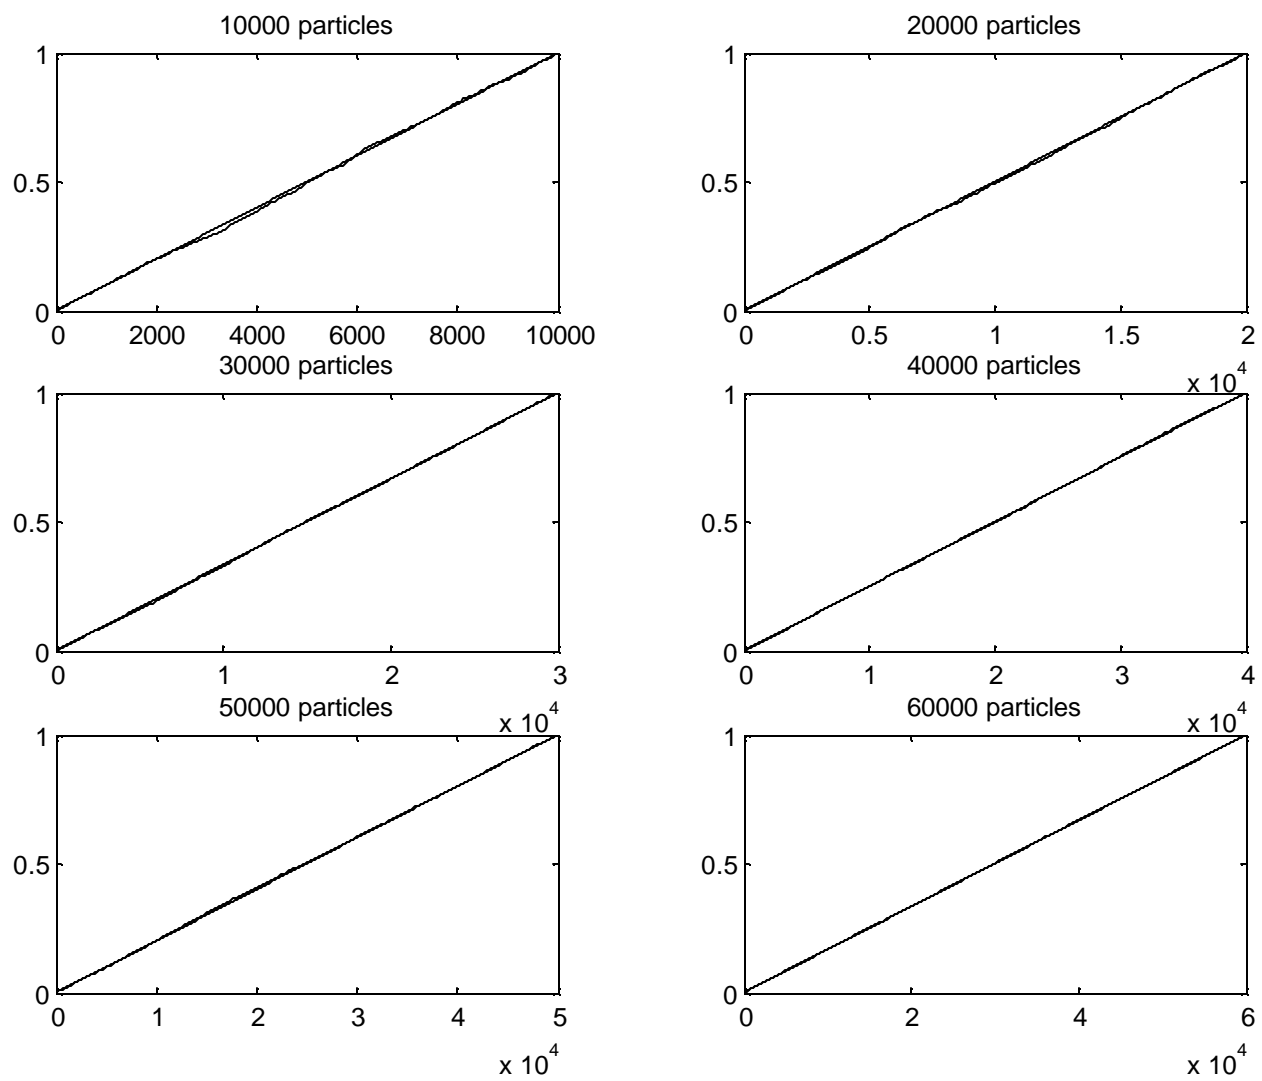 10000 particles
1
0.5
0
0 2000 4000 6000 8000 10000
20000 particles
1
0.5
0
0 0.5 1 1.5 2
x 10^4
30000 particles
1
0.5
0
0 1 2 3
x 10^4
40000 particles
1
0.5
0
0 1 2 3 4
x 10^4
50000 particles
1
0.5
0
0 1 2 3 4 5
x 10^4
60000 particles
1
0.5
0
0 2 4 6
x 10^4